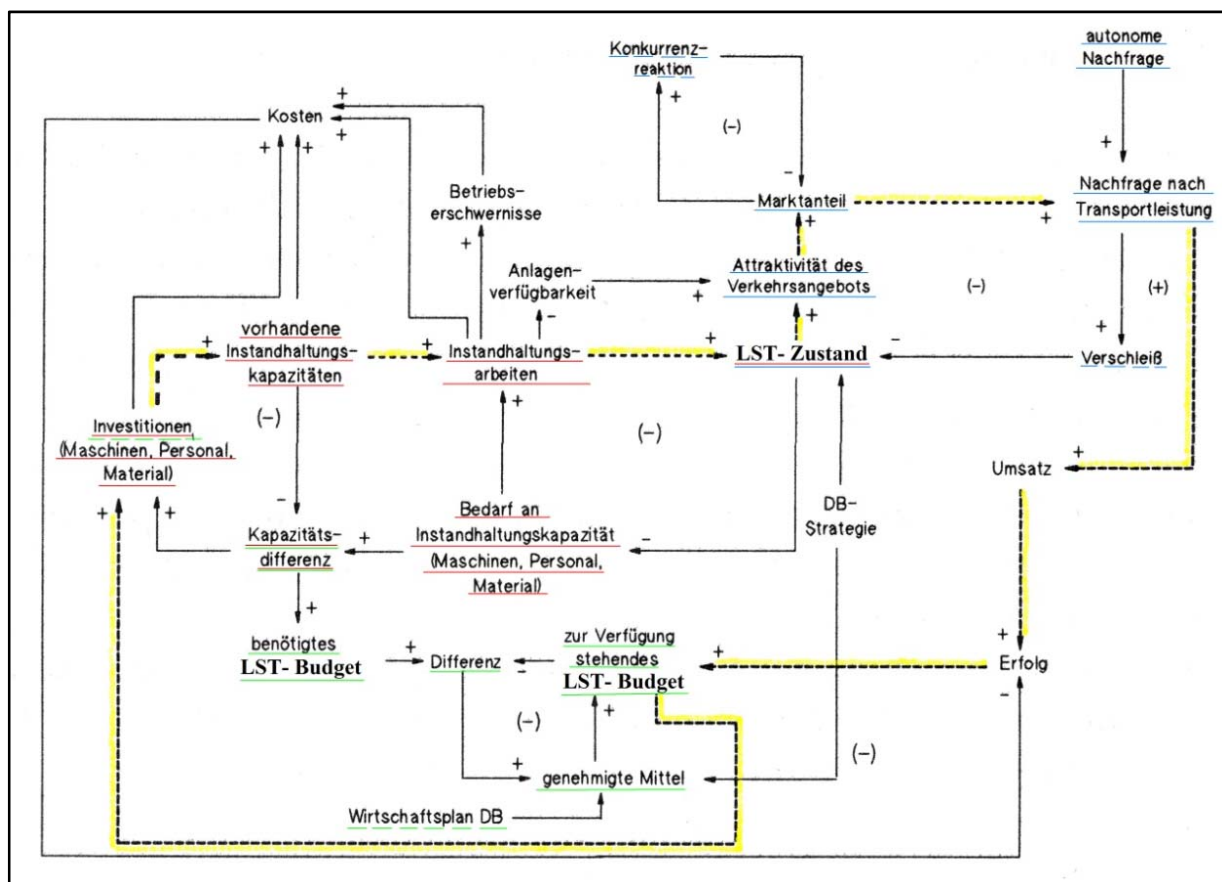 Konkurrenz-
reaktion
autonome
Nachfrage
+
Kosten
+
+
+
+
+
(-)
+
-
Betriebs-
erschwernisse
Marktanteil
+
Nachfrage nach
Transportleistung
+
+
Anlagen-
verfügbarkeit
+
Attraktivität des
Verkehrsangebots
(-)
(+)
-
+
+
vorhandene
Instandhaltungs-
kapazitäten
+
+
Instandhaltungs-
arbeiten
+
LST- Zustand
-
Verschleiß
(-)
+
(-)
Investitionen
(Maschinen, Personal,
Material)
+
Umsatz
+
+
-
Bedarf an
Instandhaltungskapazität
(Maschinen, Personal,
Material)
DB-
Strategie
Kapazitäts-
differenz
+
-
+
benötigtes
LST- Budget
+
Differenz
-
zur Verfügung
stehendes
LST- Budget
+
+
Erfolg
-
(-)
+
(-)
+
genehmigte Mittel
-
Wirtschaftsplan DB